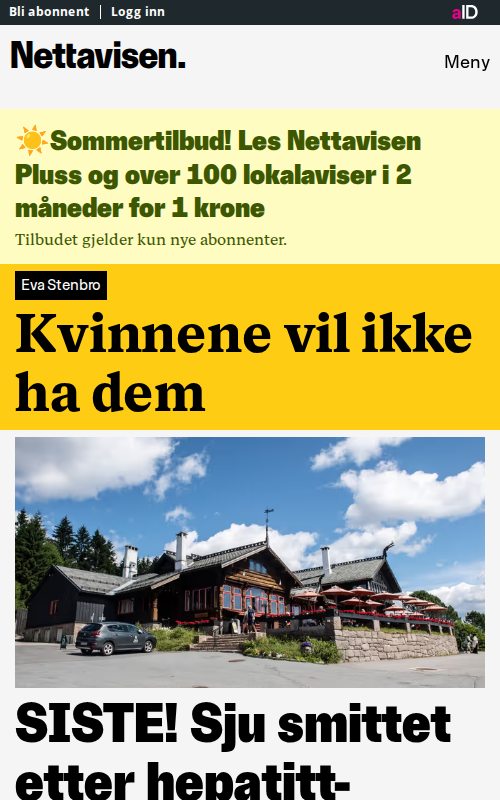 Bli abonnent
Logg inn
aID
Nettavisen.
Meny
☀️Sommertilbud! Les Nettavisen
Pluss og over 100 lokalaviser i 2
måneder for 1 krone
Tilbudet gjelder kun nye abonnenter.
Eva Stenbro
Kvinnene vil ikke
ha dem
SISTE! Sju smittet
etter hepatitt-